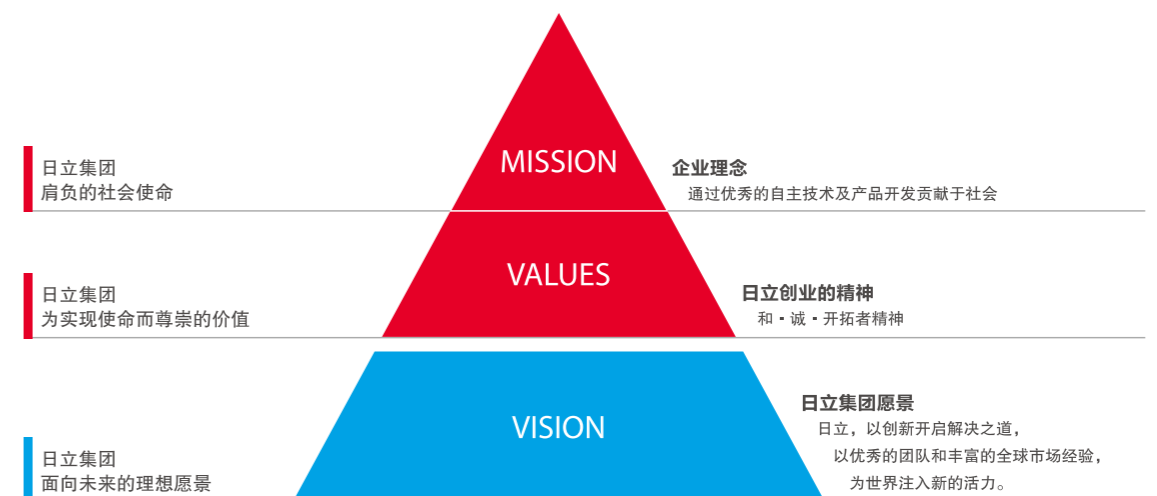 日立集团
肩负的社会使命
MISSION
企业理念
通过优秀的自主技术及产品开发贡献于社会
日立集团
为实现使命而尊崇的价值
VALUES
日立创业的精神
和·诚·开拓者精神
日立集团
面向未来的理想愿景
VISION
日立集团愿景
日立，以创新开启解决之道，
以优秀的团队和丰富的全球市场经验，
为世界注入新的活力。